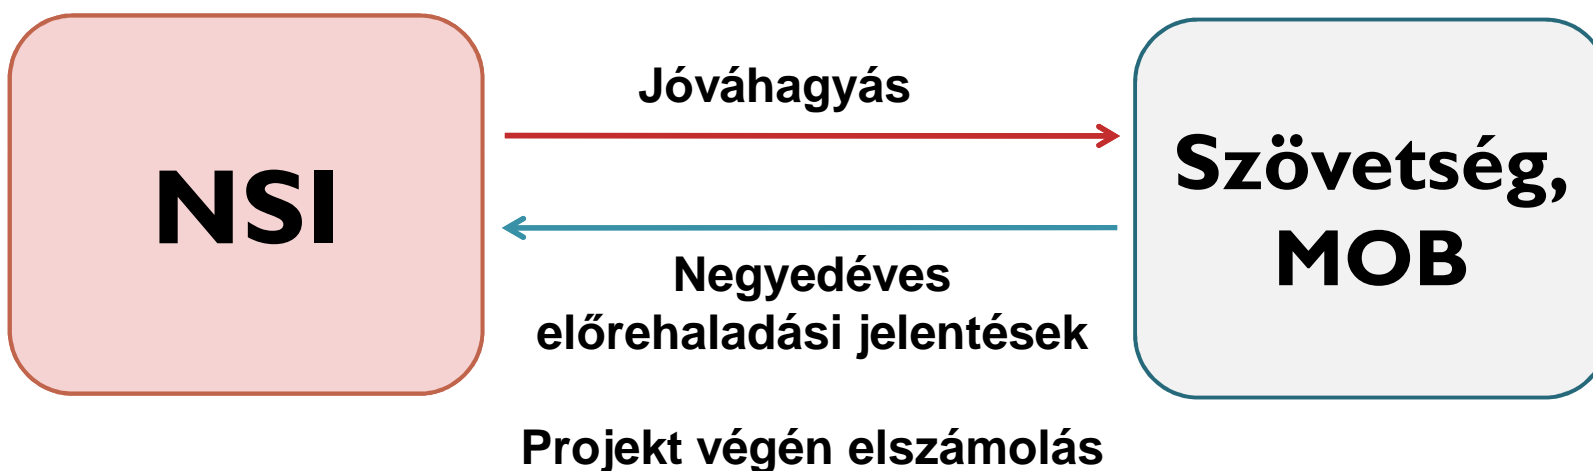 NSI
Jóváhagyás
Negyedéves
előrehaladási jelentések
Projekt végén elszámolás
Szövetség,
MOB